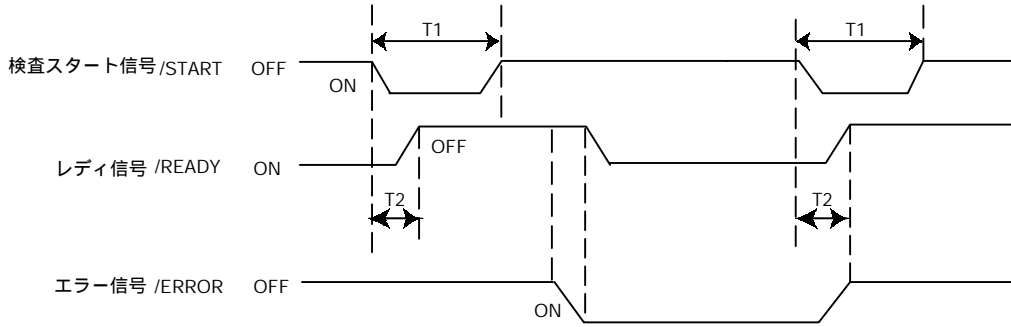 T1
T1
検査スタート信号/START OFF
ON
OFF
レディ信号 /READY ON
T2
T2
エラー信号 /ERROR OFF
ON